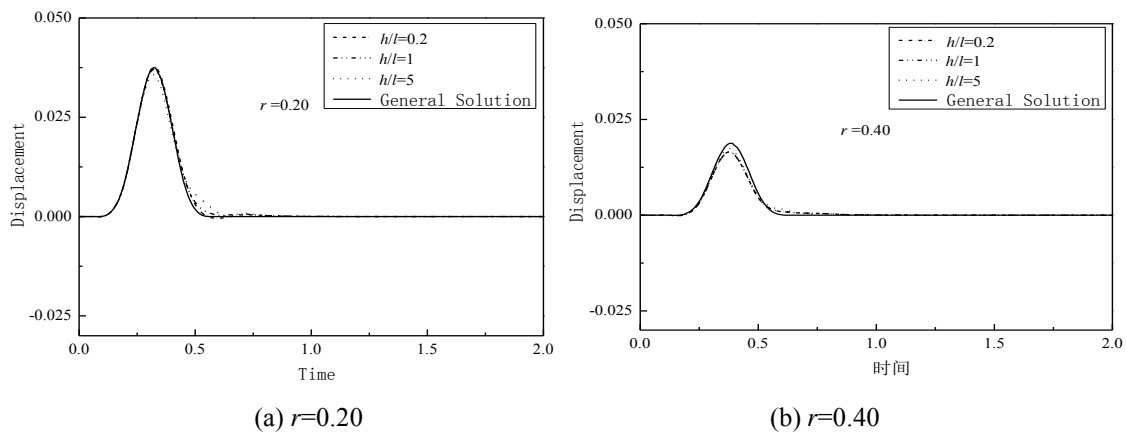 0.050
0.025
0.000
-0.025
Displacement
h/l=0.2
h/l=1
h/l=5
General Solution
r =0.20
0.0
0.5
1.0
1.5
2.0
Time
(a) r=0.20
0.050
0.025
0.000
-0.025
Displacement
h/l=0.2
h/l=1
h/l=5
General Solution
r =0.40
0.0
0.5
1.0
1.5
2.0
时间
(b) r=0.40